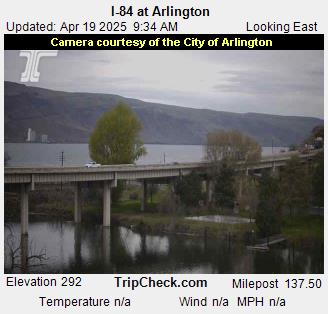 I-84 at Arlington
Updated: Apr 19 2025 9:34 AM Looking East
Camera courtesy of the City of Arlington
Elevation 292 TripCheck.com Milepost 137.50
Temperature n/a Wind n/a MPH n/a